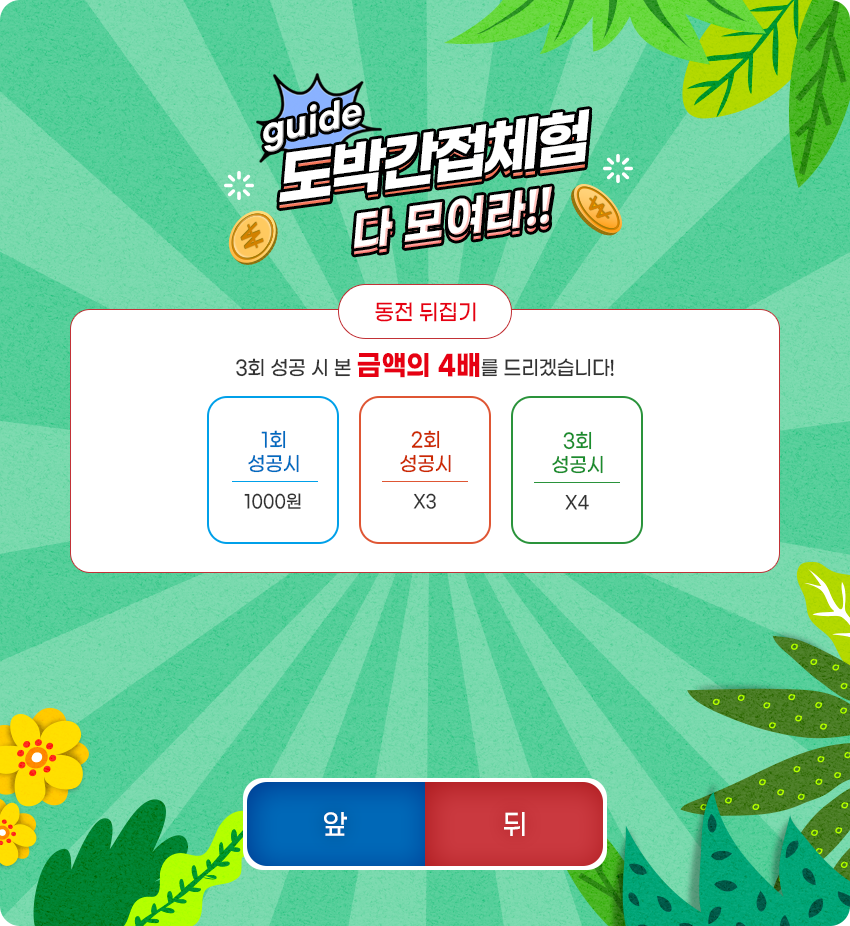 guide
도박간접체험
다 모여라!!
동전 뒤집기
3회 성공 시 본 금액의 4배를 드리겠습니다!
1회
성공시
1000원
2회
성공시
X3
3회
성공시
X4
앞
뒤